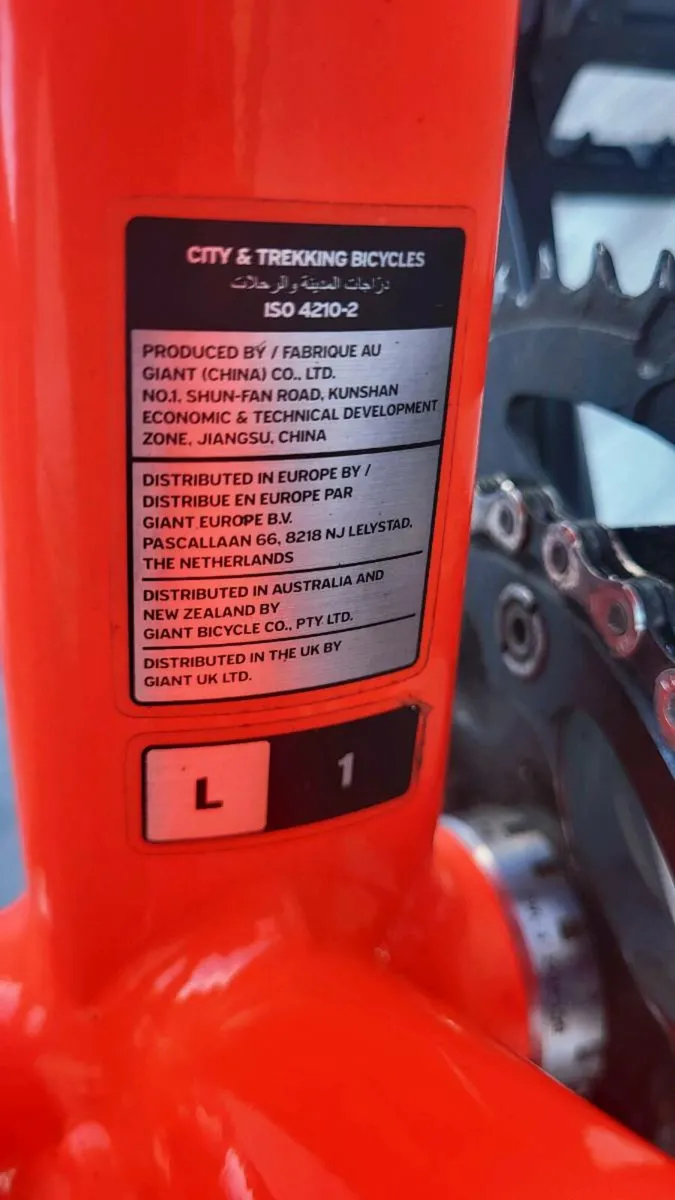 CITY & TREKKING BICYCLES
دراجات المدينة والرحلات
ISO 4210-2
PRODUCED BY / FABRIQUE AU
GIANT (CHINA) CO., LTD.
NO.1, SHUN-FAN ROAD, KUNSHAN
ECONOMIC & TECHNICAL DEVELOPMENT
ZONE, JIANGSU, CHINA
DISTRIBUTED IN EUROPE BY /
DISTRIBUE EN EUROPE PAR
GIANT EUROPE B.V.
PASCALLAAN 66, 8218 NJ LELYSTAD,
THE NETHERLANDS
DISTRIBUTED IN AUSTRALIA AND
NEW ZEALAND BY
GIANT BICYCLE CO., PTY LTD.
DISTRIBUTED IN THE UK BY
GIANT UK LTD.
L 1